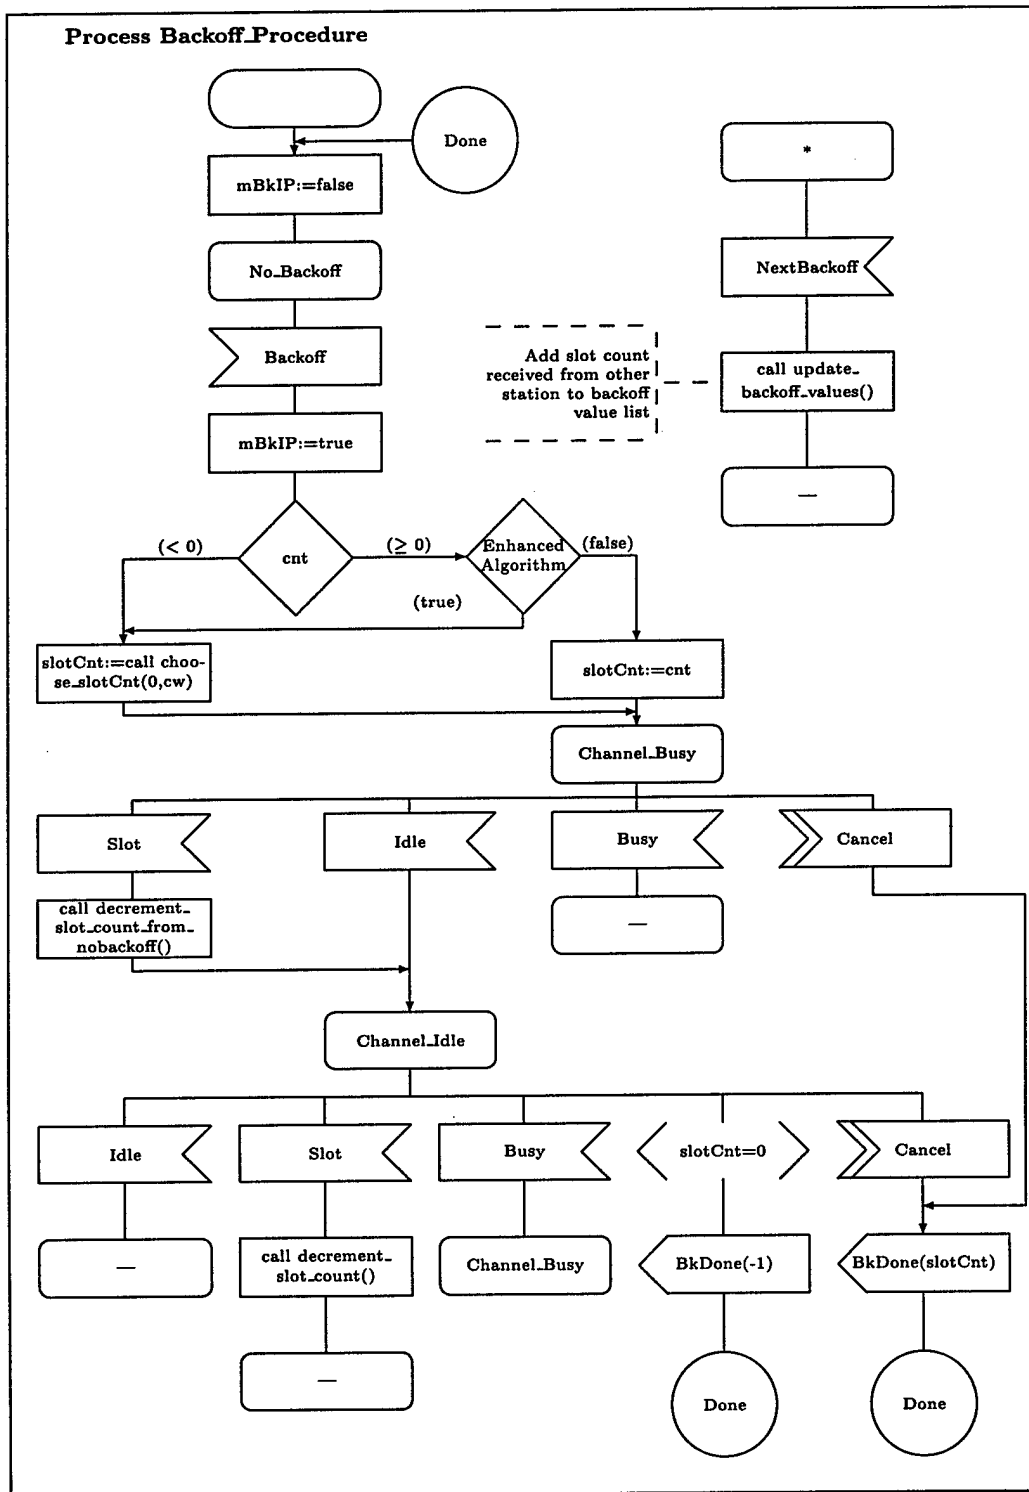 Process Backoff_Procedure
Done
*
mBkIP:=false
No_Backoff
NextBackoff
Backoff
Add slot count
received from other
station to backoff
value list
call update_
backoff_values()
mBkIP:=true
—
(< 0)
cnt
(≥ 0)
Enhanced
Algorithm
(false)
(true)
slotCnt:=call choo-
se_slotCnt(0,cw)
slotCnt:=cnt
Channel_Busy
Slot
Idle
Busy
Cancel
call decrement_
slot_count_from_
nobackoff()
—
Channel_Idle
Idle
Slot
Busy
slotCnt=0
Cancel
—
call decrement_
slot_count()
Channel_Busy
BkDone(-1)
BkDone(slotCnt)
—
Done
Done